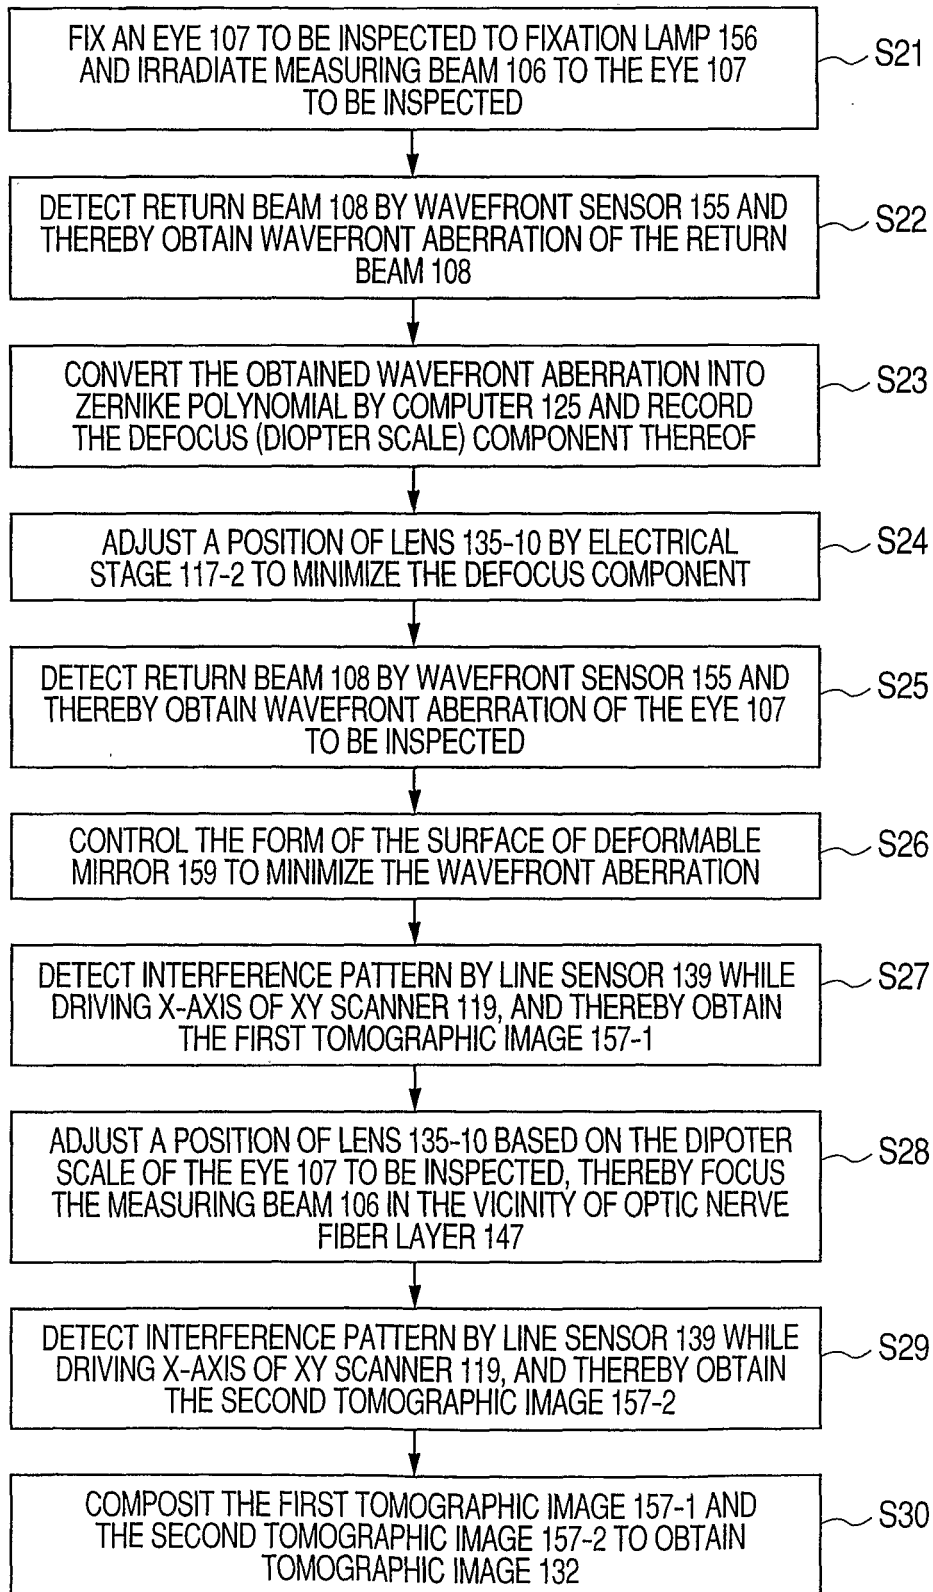 FIX AN EYE 107 TO BE INSPECTED TO FIXATION LAMP 156
AND IRRADIATE MEASURING BEAM 106 TO THE EYE 107
TO BE INSPECTED
S21
DETECT RETURN BEAM 108 BY WAVEFRONT SENSOR 155 AND
THEREBY OBTAIN WAVEFRONT ABERRATION OF THE RETURN
BEAM 108
S22
CONVERT THE OBTAINED WAVEFRONT ABERRATION INTO
ZERNIKE POLYNOMIAL BY COMPUTER 125 AND RECORD
THE DEFOCUS (DIOPTER SCALE) COMPONENT THEREOF
S23
ADJUST A POSITION OF LENS 135-10 BY ELECTRICAL
STAGE 117-2 TO MINIMIZE THE DEFOCUS COMPONENT
S24
DETECT RETURN BEAM 108 BY WAVEFRONT SENSOR 155 AND
THEREBY OBTAIN WAVEFRONT ABERRATION OF THE EYE 107
TO BE INSPECTED
S25
CONTROL THE FORM OF THE SURFACE OF DEFORMABLE
MIRROR 159 TO MINIMIZE THE WAVEFRONT ABERRATION
S26
DETECT INTERFERENCE PATTERN BY LINE SENSOR 139 WHILE
DRIVING X-AXIS OF XY SCANNER 119, AND THEREBY OBTAIN
THE FIRST TOMOGRAPHIC IMAGE 157-1
S27
ADJUST A POSITION OF LENS 135-10 BASED ON THE DIPOTER
SCALE OF THE EYE 107 TO BE INSPECTED, THEREBY FOCUS
THE MEASURING BEAM 106 IN THE VICINITY OF OPTIC NERVE
FIBER LAYER 147
S28
DETECT INTERFERENCE PATTERN BY LINE SENSOR 139 WHILE
DRIVING X-AXIS OF XY SCANNER 119, AND THEREBY OBTAIN
THE SECOND TOMOGRAPHIC IMAGE 157-2
S29
COMPOSIT THE FIRST TOMOGRAPHIC IMAGE 157-1 AND
THE SECOND TOMOGRAPHIC IMAGE 157-2 TO OBTAIN
TOMOGRAPHIC IMAGE 132
S30